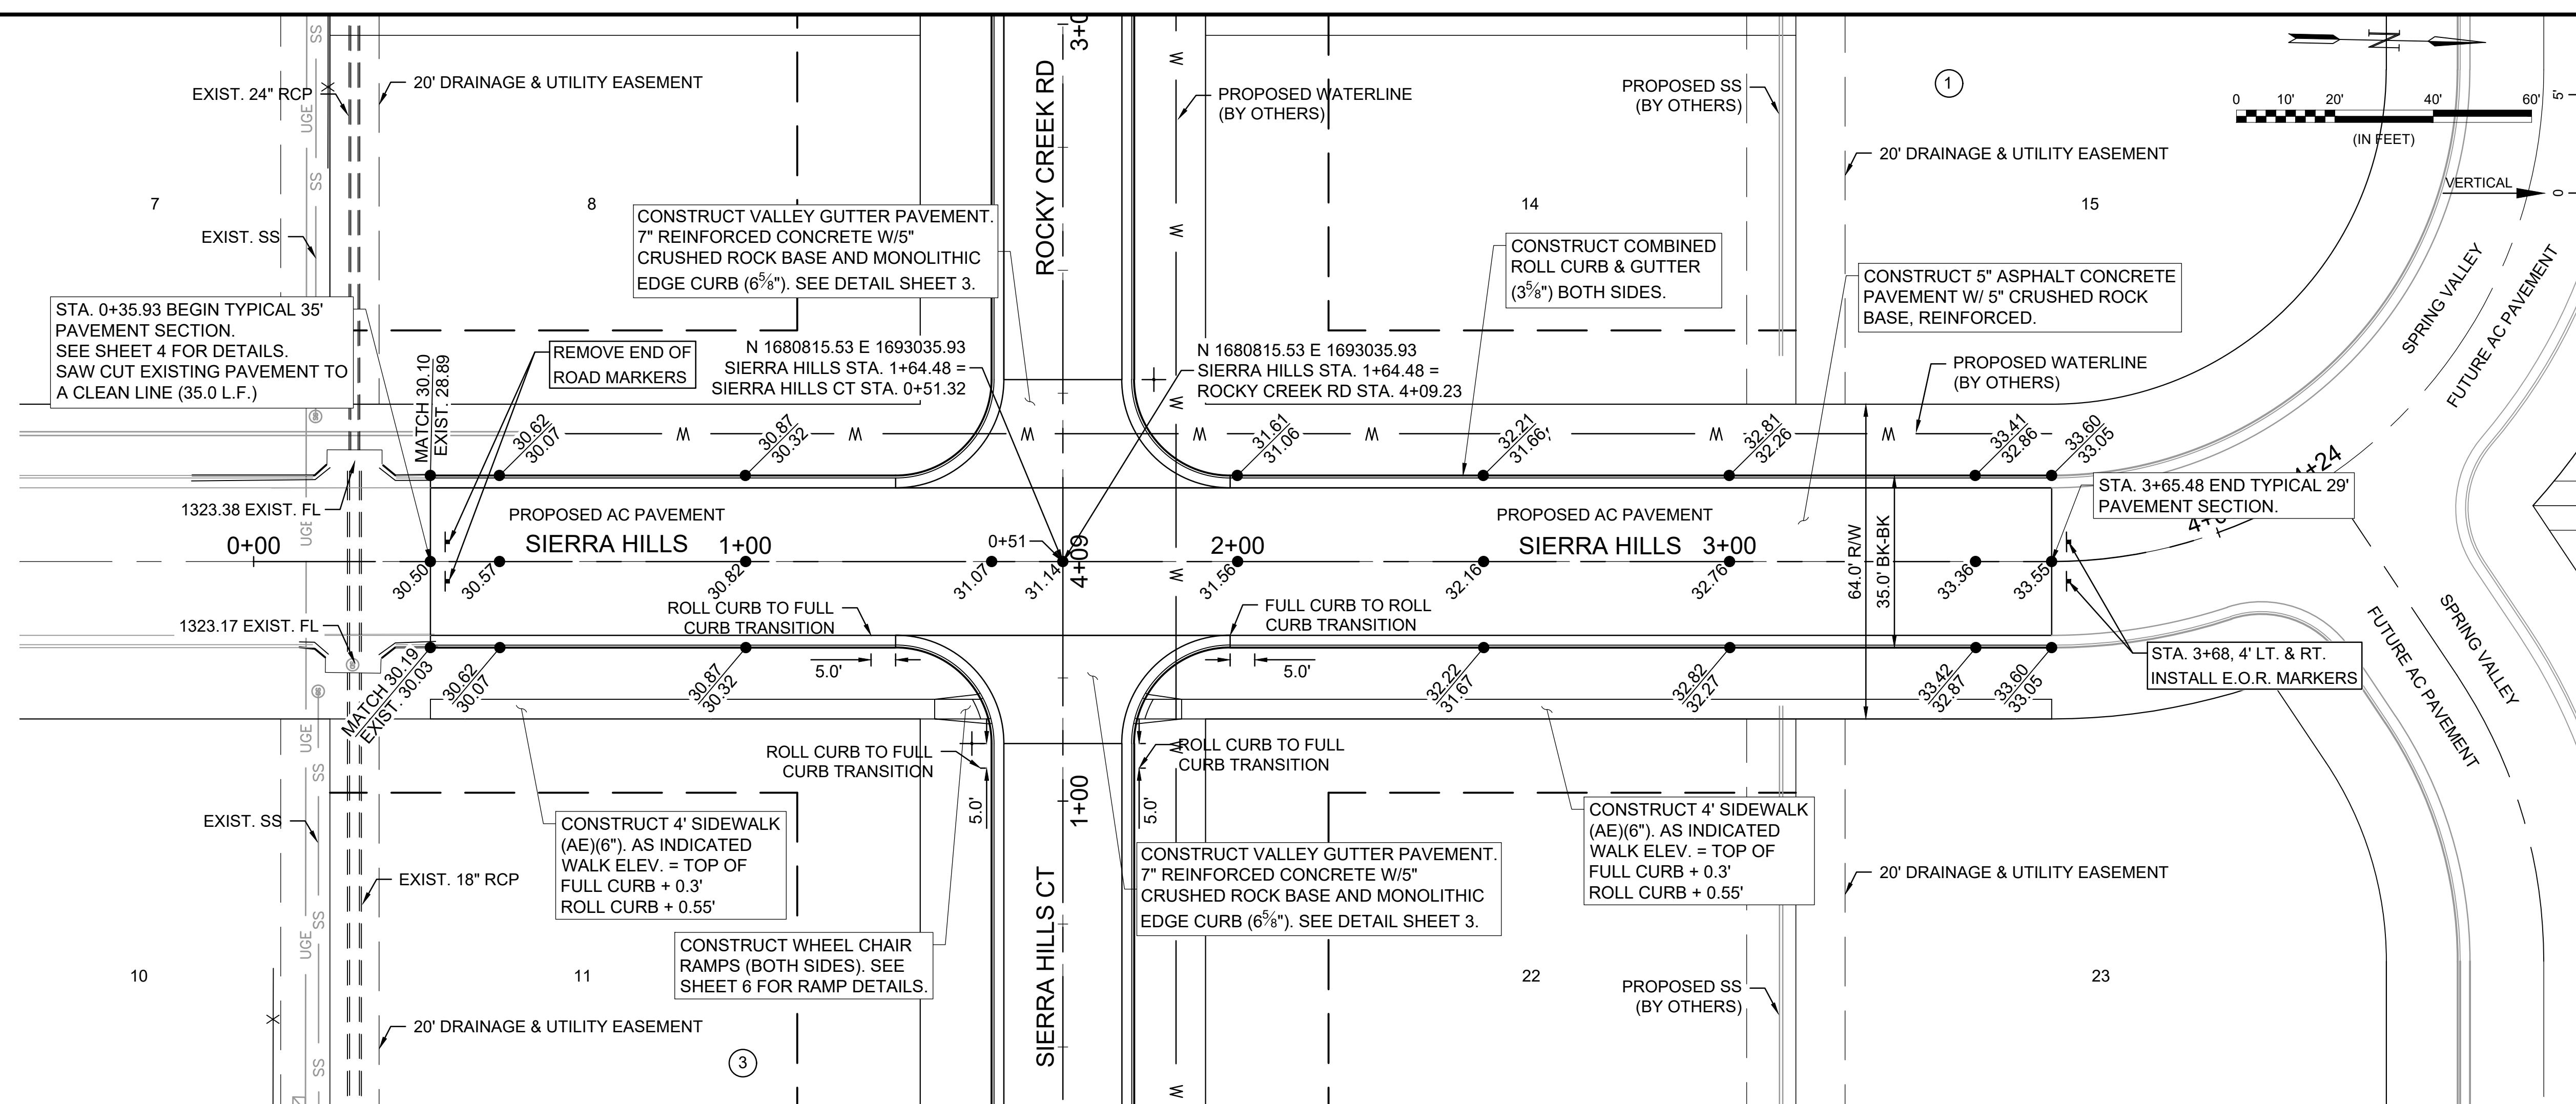 SS
EXIST. 24" RCP
20' DRAINAGE & UTILITY EASEMENT
UGE
SS
7
8
EXIST. SS
ROCKY CREEK RD
W
W
W
PROPOSED WATERLINE
(BY OTHERS)
PROPOSED SS
(BY OTHERS)
1
N
0 10' 20' 40' 60'
(IN FEET)
5'
VERTICAL
0
20' DRAINAGE & UTILITY EASEMENT
14
15
CONSTRUCT VALLEY GUTTER PAVEMENT.
7" REINFORCED CONCRETE W/5"
CRUSHED ROCK BASE AND MONOLITHIC
EDGE CURB (6⅝"). SEE DETAIL SHEET 3.
CONSTRUCT COMBINED
ROLL CURB & GUTTER
(3⅝") BOTH SIDES.
CONSTRUCT 5" ASPHALT CONCRETE
PAVEMENT W/ 5" CRUSHED ROCK
BASE, REINFORCED.
SPRING VALLEY
FUTURE AC PAVEMENT
STA. 0+35.93 BEGIN TYPICAL 35'
PAVEMENT SECTION.
SEE SHEET 4 FOR DETAILS.
SAW CUT EXISTING PAVEMENT TO
A CLEAN LINE (35.0 L.F.)
MATCH 30.10
EXIST. 28.89
REMOVE END OF
ROAD MARKERS
N 1680815.53 E 1693035.93
SIERRA HILLS STA. 1+64.48 =
SIERRA HILLS CT STA. 0+51.32
N 1680815.53 E 1693035.93
SIERRA HILLS STA. 1+64.48 =
ROCKY CREEK RD STA. 4+09.23
PROPOSED WATERLINE
(BY OTHERS)
30.62
30.07
W
30.87
30.32
W
W
W
31.61
31.06
W
32.21
31.66
W
32.81
32.26
W
33.41
32.86
33.60
33.05
1323.38 EXIST. FL
UGE
PROPOSED AC PAVEMENT
PROPOSED AC PAVEMENT
STA. 3+65.48 END TYPICAL 29'
PAVEMENT SECTION.
0+00
SIERRA HILLS
1+00
0+51
4+09
2+00
SIERRA HILLS
3+00
64.0' R/W
35.0' BK-BK
30.50
30.57
30.82
31.07
31.14
W
31.56
32.16
32.76
33.36
33.55
1323.17 EXIST. FL
ROLL CURB TO FULL
CURB TRANSITION
FULL CURB TO ROLL
CURB TRANSITION
5.0'
5.0'
MATCH 30.19
EXIST. 30.03
30.62
30.07
30.87
30.32
32.22
31.67
32.82
32.27
33.42
32.87
33.60
33.05
STA. 3+68, 4' LT. & RT.
INSTALL E.O.R. MARKERS
SPRING VALLEY
FUTURE AC PAVEMENT
UGE
SS
ROLL CURB TO FULL
CURB TRANSITION
5.0'
1+00
W
ROLL CURB TO FULL
CURB TRANSITION
5.0'
EXIST. SS
EXIST. 18" RCP
CONSTRUCT 4' SIDEWALK
(AE)(6"). AS INDICATED
WALK ELEV. = TOP OF
FULL CURB + 0.3'
ROLL CURB + 0.55'
CONSTRUCT VALLEY GUTTER PAVEMENT.
7" REINFORCED CONCRETE W/5"
CRUSHED ROCK BASE AND MONOLITHIC
EDGE CURB (6⅝"). SEE DETAIL SHEET 3.
CONSTRUCT 4' SIDEWALK
(AE)(6"). AS INDICATED
WALK ELEV. = TOP OF
FULL CURB + 0.3'
ROLL CURB + 0.55'
20' DRAINAGE & UTILITY EASEMENT
UGE
SS
CONSTRUCT WHEEL CHAIR
RAMPS (BOTH SIDES). SEE
SHEET 6 FOR RAMP DETAILS.
SIERRA HILLS CT
10
11
22
23
PROPOSED SS
(BY OTHERS)
20' DRAINAGE & UTILITY EASEMENT
3
SS
W